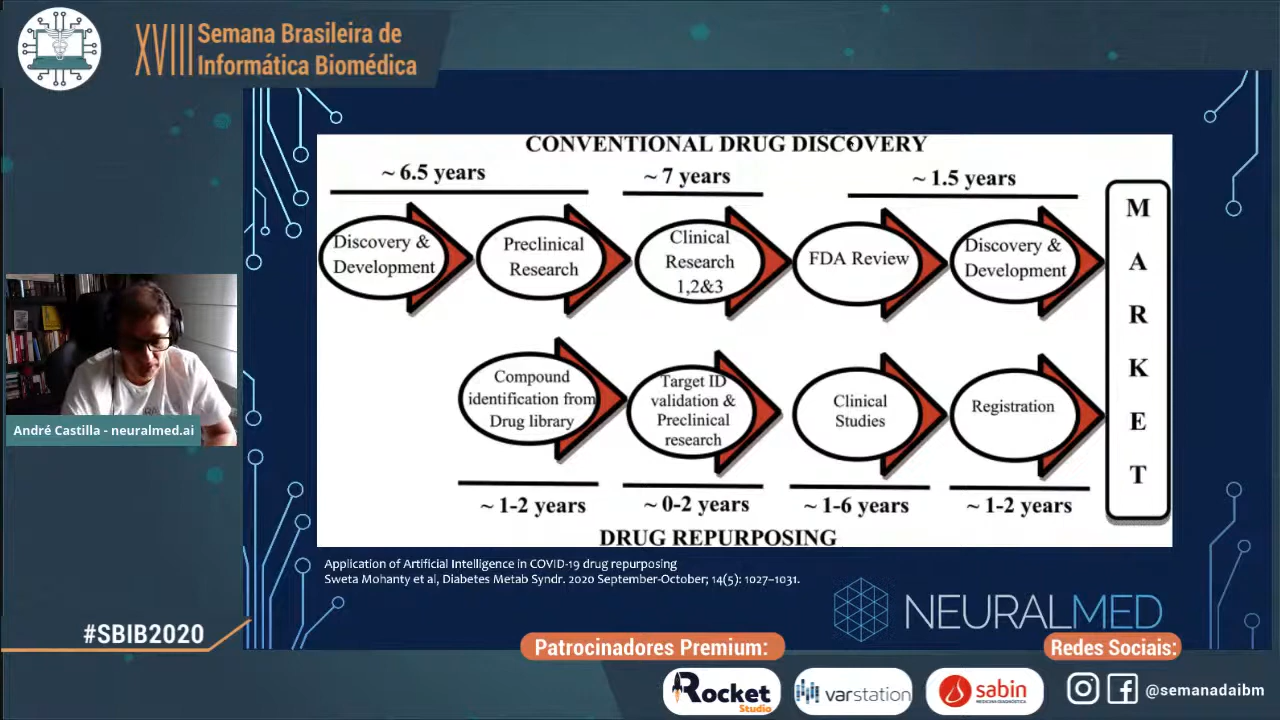 XVIII Semana Brasileira de
Informática Biomédica
CONVENTIONAL DRUG DISCOVERY
~ 6.5 years
~ 7 years
~ 1.5 years
Discovery &
Development
Preclinical
Research
Clinical
Research
1,2&3
FDA Review
Discovery &
Development
MARKET
Compound
identification from
Drug library
Target ID
validation &
Preclinical
research
Clinical
Studies
Registration
~ 1-2 years
~ 0-2 years
~ 1-6 years
~ 1-2 years
DRUG REPURPOSING
Application of Artificial Intelligence in COVID-19 drug repurposing
Sweta Mohanty et al, Diabetes Metab Syndr. 2020 September-October; 14(5): 1027–1031.
NEURALMED
André Castilla - neuralmed.ai
#SBIB2020
Patrocinadores Premium:
Redes Sociais:
Rocket
Studio
varstation
sabin
MEDICINA DIAGNÓSTICA
@semanadaibm